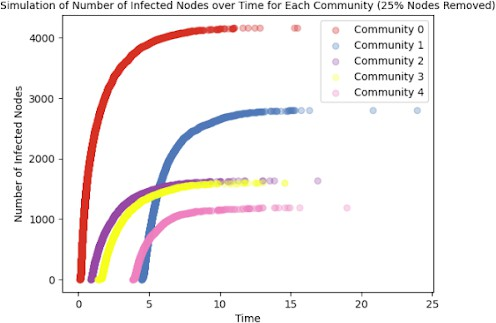 Simulation of Number of Infected Nodes over Time for Each Community (25% Nodes Removed)
Community 0
Community 1
Community 2
Community 3
Community 4
Number of Infected Nodes
4000
3000
2000
1000
0
0 5 10 15 20 25
Time